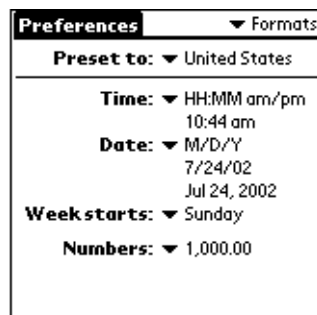 Preferences ▼ Formats
Preset to: ▼ United States
Time: ▼ HH:MM am/pm
10:44 am
Date: ▼ M/D/Y
7/24/02
Jul 24, 2002
Week starts: ▼ Sunday
Numbers: ▼ 1,000.00